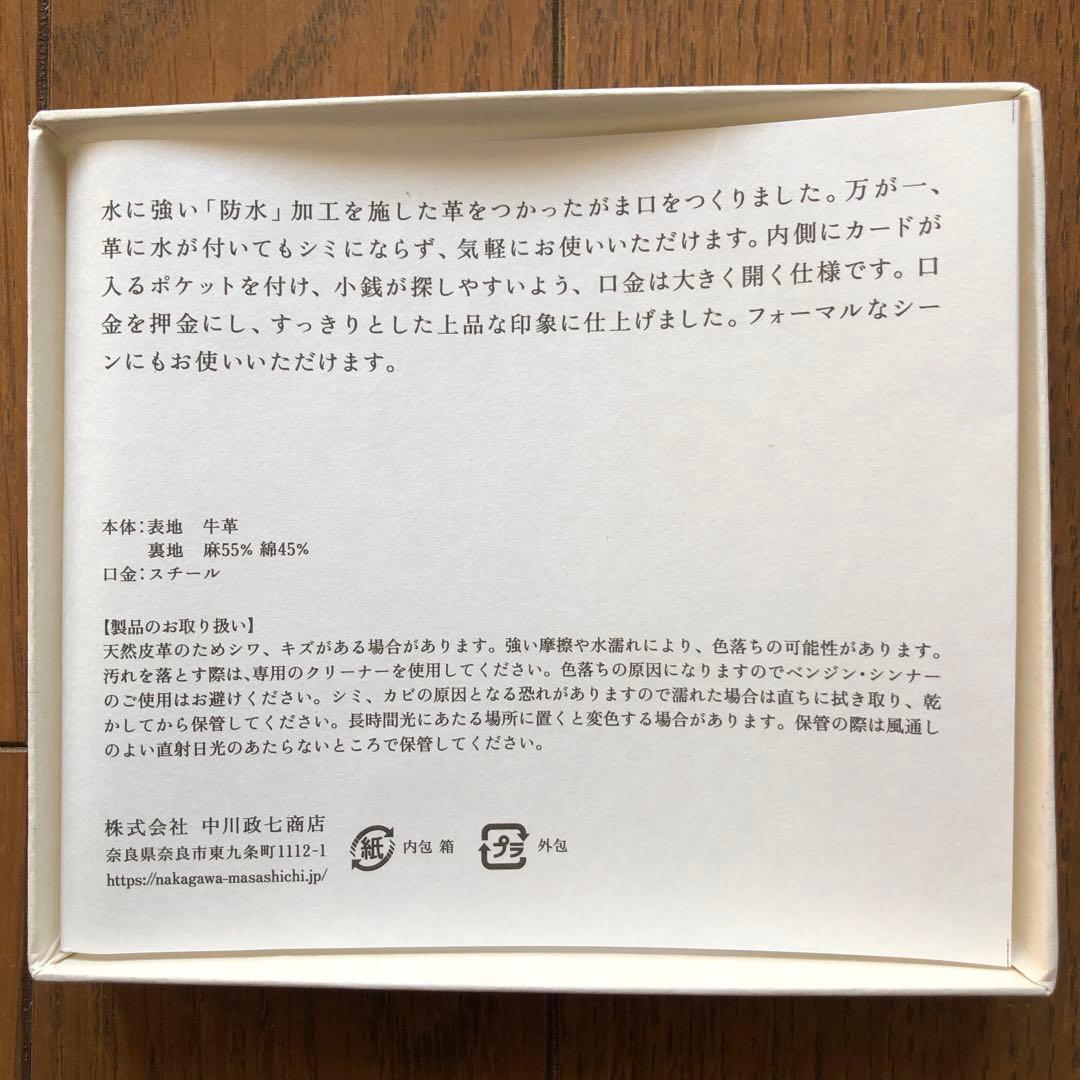 水に強い「防水」加工を施した革をつかったがま口をつくりました。万が一、
革に水が付いてもシミにならず、気軽にお使いいただけます。内側にカードが
入るポケットを付け、小銭が探しやすいよう、口金は大きく開く仕様です。口
金を押金にし、すっきりとした上品な印象に仕上げました。フォーマルなシー
ンにもお使いいただけます。
本体：表地　牛革
裏地　麻55% 綿45%
口金：スチール
【製品のお取り扱い】
天然皮革のためシワ、キズがある場合があります。強い摩擦や水濡れにより、色落ちの可能性があります。
汚れを落とす際は、専用のクリーナーを使用してください。色落ちの原因になりますのでベンジン・シンナー
のご使用はお避けください。シミ、カビの原因となる恐れがありますので濡れた場合は直ちに拭き取り、乾
かしてから保管してください。長時間光にあたる場所に置くと変色する場合があります。保管の際は風通し
のよい直射日光のあたらないところで保管してください。
株式会社 中川政七商店
奈良県奈良市東九条町1112-1
https://nakagawa-masashichi.jp/
紙 内包 箱
プラ 外包